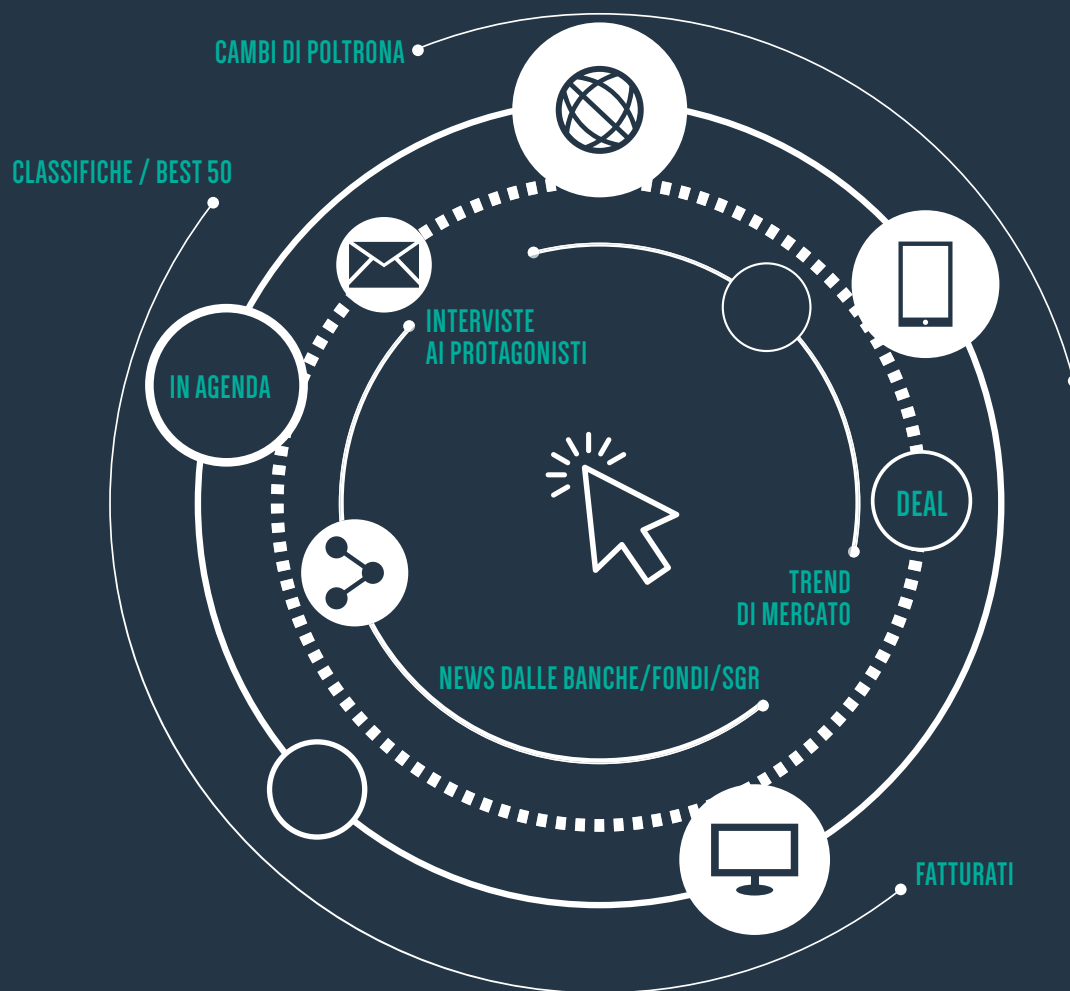 CAMBI DI POLTRONA
CLASSIFICHE / BEST 50
INTERVISTE
AI PROTAGONISTI
IN AGENDA
DEAL
TREND
DI MERCATO
NEWS DALLE BANCHE/FONDI/SGR
FATTURATI